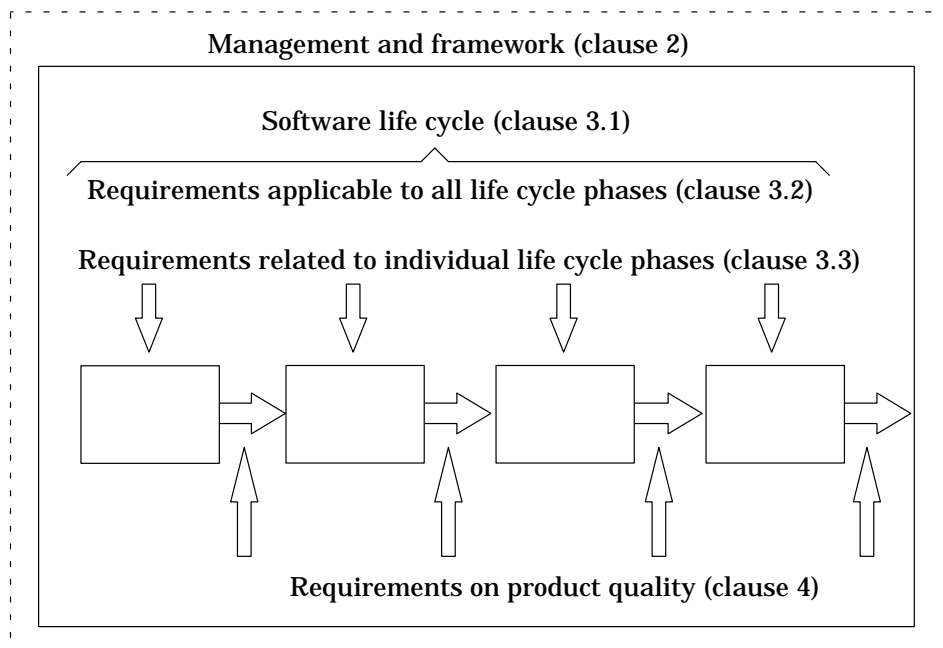 Management and framework (clause 2)
Software life cycle (clause 3.1)
Requirements applicable to all life cycle phases (clause 3.2)
Requirements related to individual life cycle phases (clause 3.3)
Requirements on product quality (clause 4)